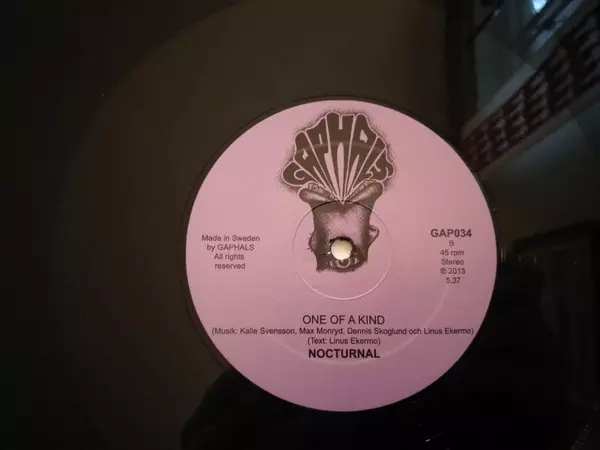 GAPHALS
Made in Sweden
by GAPHALS
All rights
reserved
GAP034
B
45 rpm
Stereo
℗ 2013
5.37
ONE OF A KIND
(Musik: Kalle Svensson, Max Monryd, Dennis Skoglund och Linus Ekermo)
(Text: Linus Ekermo)
NOCTURNAL